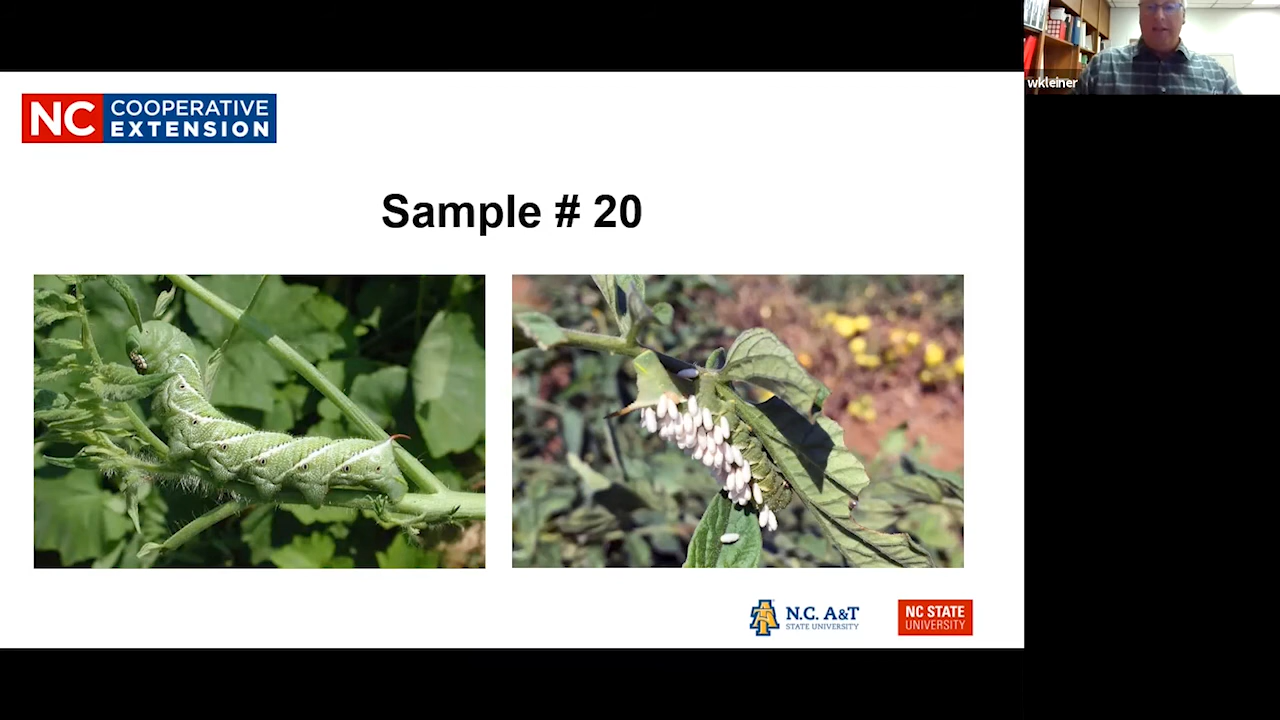 wkleiner
NC COOPERATIVE
EXTENSION
Sample # 20
N.C. A&T
STATE UNIVERSITY
NC STATE
UNIVERSITY